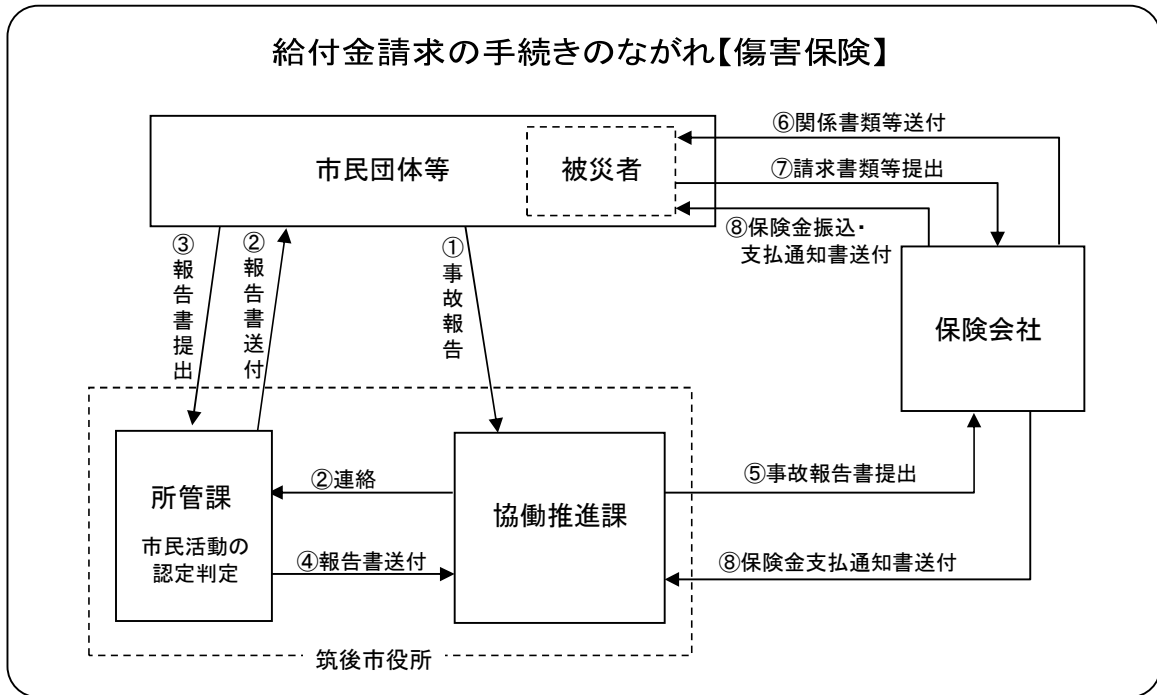 給付金請求の手続きのながれ【傷害保険】
⑥関係書類等送付
市民団体等
被災者
⑦請求書類等提出
⑧保険金振込・
支払通知書送付
③報告書提出
②報告書送付
①事故報告
保険会社
所管課
市民活動の
認定判定
②連絡
④報告書送付
協働推進課
⑤事故報告書提出
⑧保険金支払通知書送付
筑後市役所